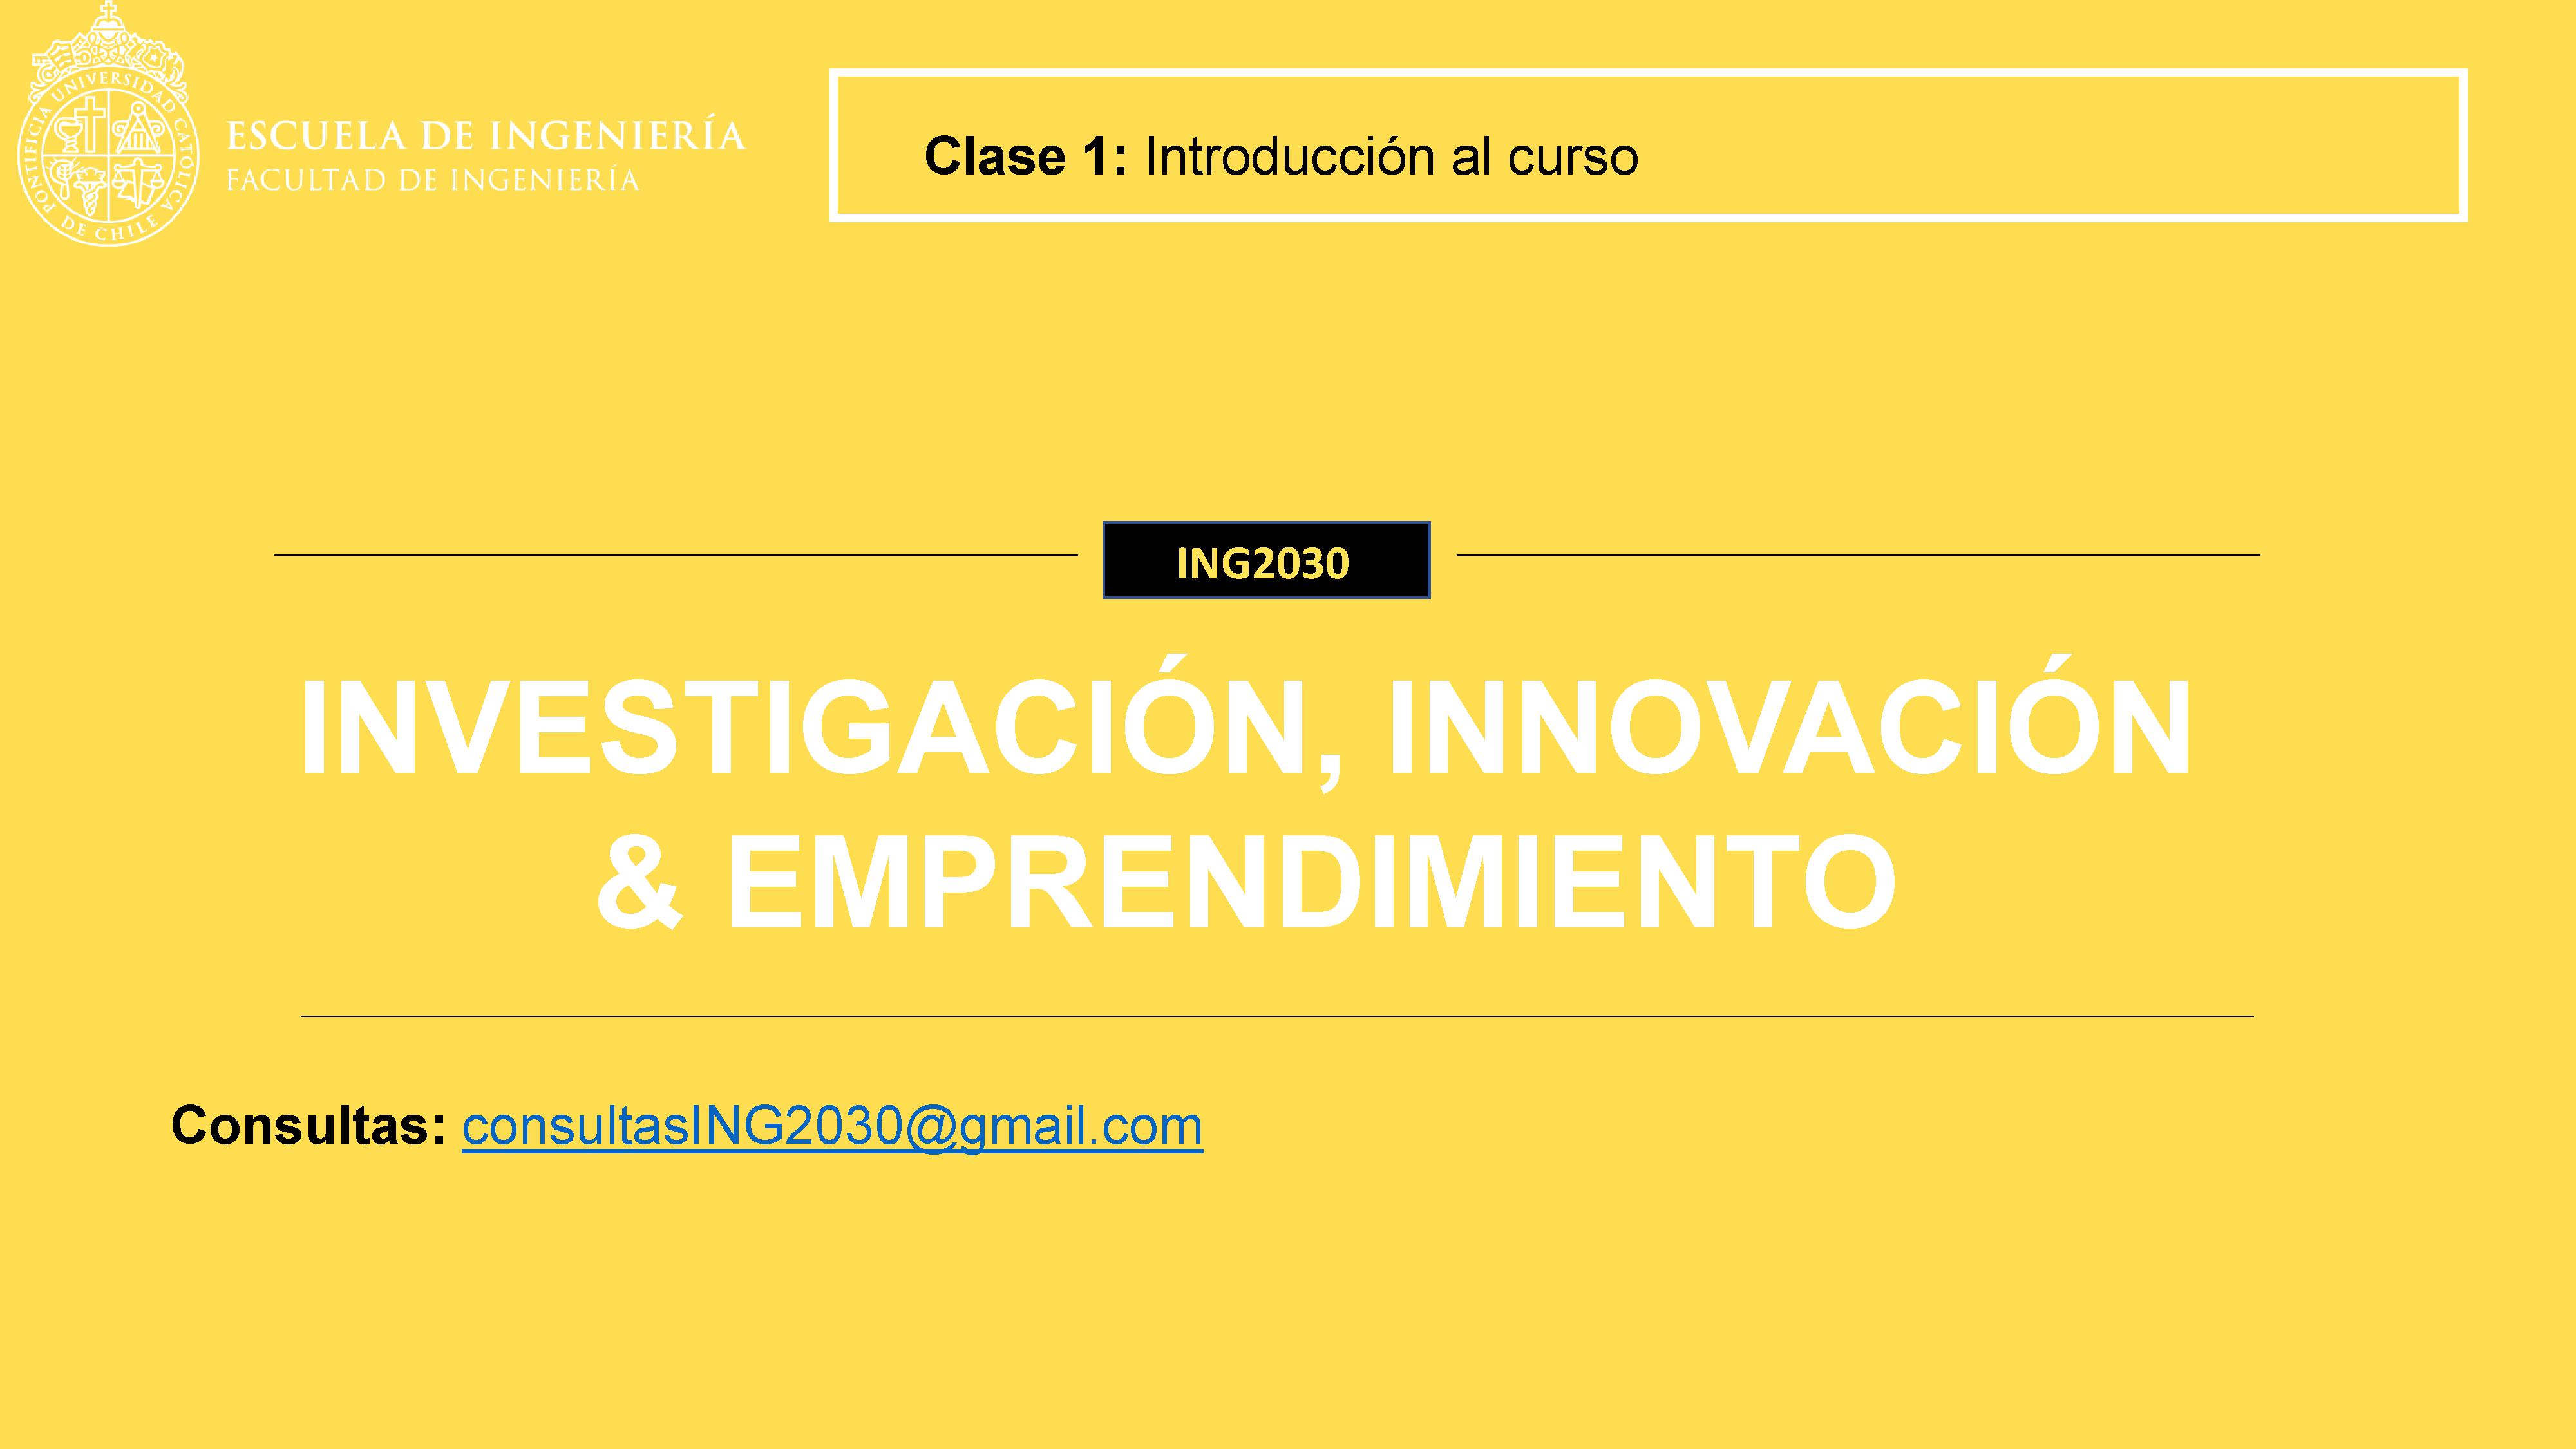 PONTIFICIA UNIVERSIDAD CATOLICA DE CHILE
ESCUELA DE INGENIERÍA
FACULTAD DE INGENIERÍA
Clase 1: Introducción al curso
ING2030
INVESTIGACIÓN, INNOVACIÓN
& EMPRENDIMIENTO
Consultas: consultasING2030@gmail.com